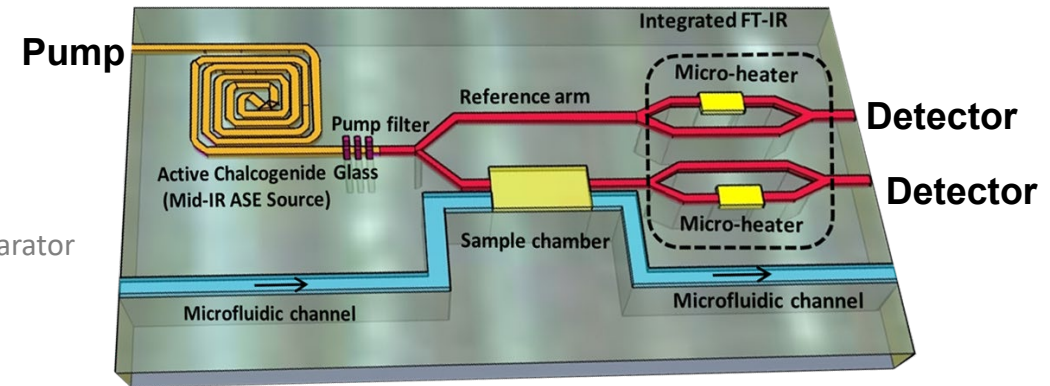 Integrated FT-IR
Pump
Micro-heater
Reference arm
Detector
Pump filter
Active Chalcogenide Glass
(Mid-IR ASE Source)
Detector
Micro-heater
Sample chamber
arator
Microfluidic channel
Microfluidic channel